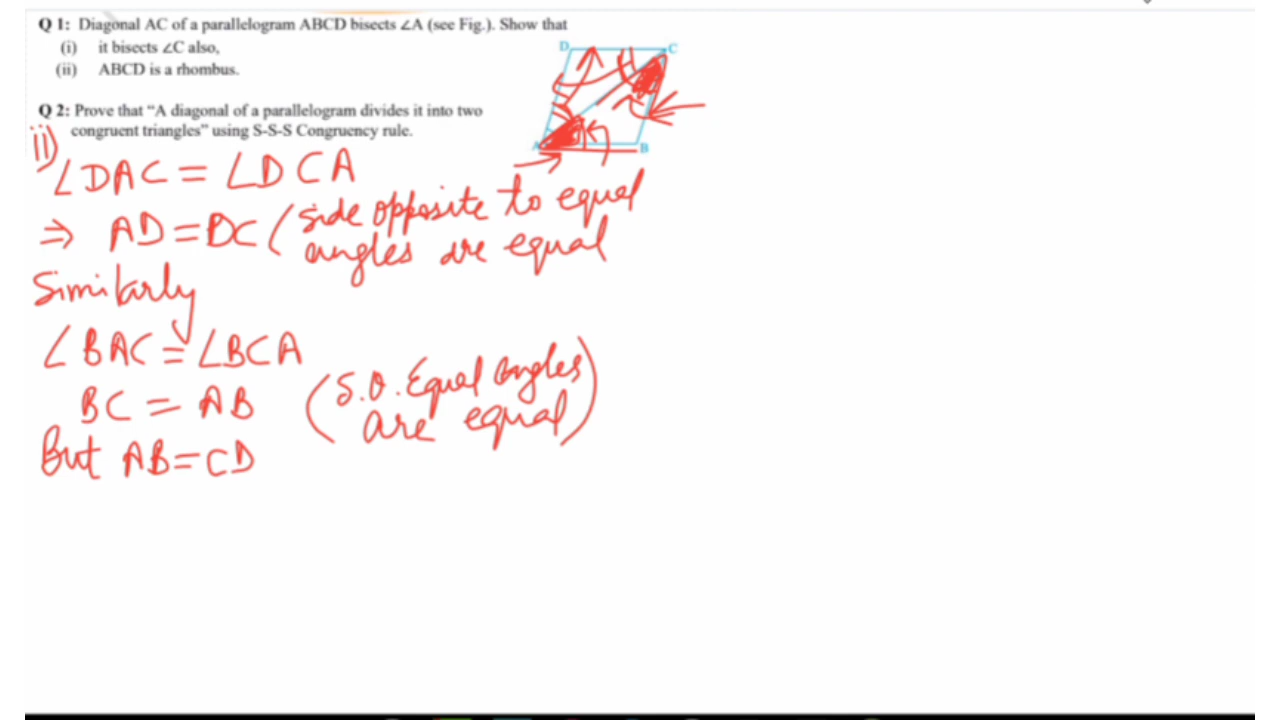 Q 1: Diagonal AC of a parallelogram ABCD bisects ∠A (see Fig.). Show that
(i) it bisects ∠C also,
(ii) ABCD is a rhombus.
D C
A B
Q 2: Prove that “A diagonal of a parallelogram divides it into two
congruent triangles” using S-S-S Congruency rule.
ii)
∠DAC = ∠DCA
⇒ AD = DC ( side opposite to equal
angles are equal
Similarly
∠BAC = ∠BCA
BC = AB ( S.O. Equal angles
are equal)
But AB = CD